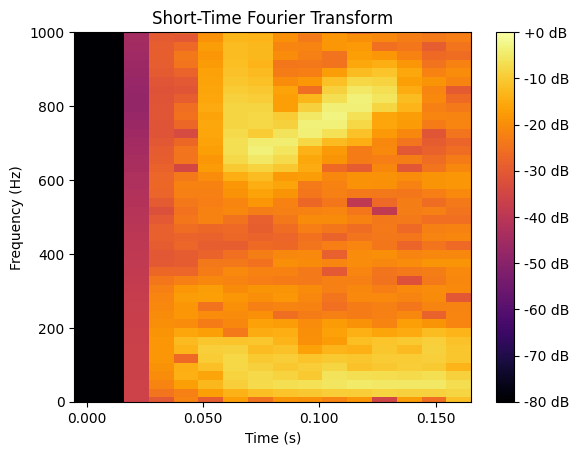 Short-Time Fourier Transform
1000
800
600
400
200
0
Frequency (Hz)
0.000
0.050
0.100
0.150
Time (s)
+0 dB
-10 dB
-20 dB
-30 dB
-40 dB
-50 dB
-60 dB
-70 dB
-80 dB